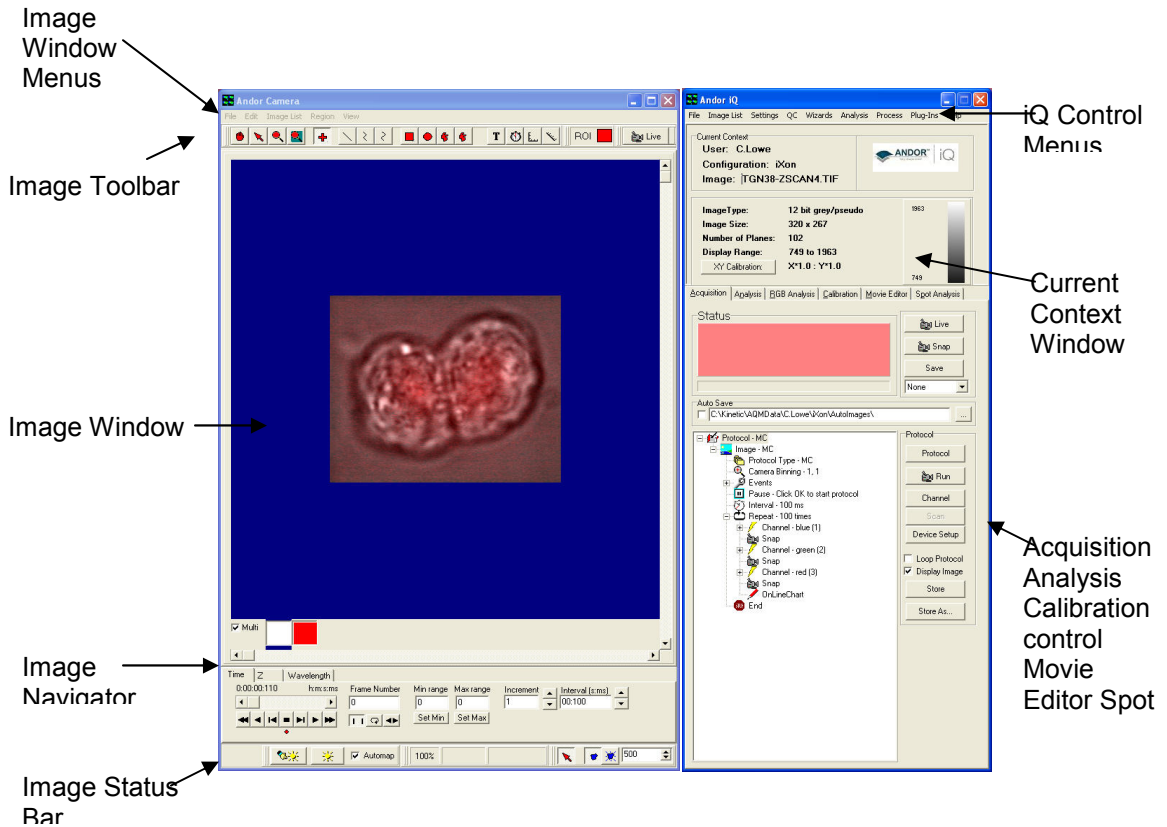 Image
Window
Menus
Image Toolbar
Image Window
Image
Navigator
Image Status
Bar
Andor Camera
File Edit Image List Region View
T ROI Live
Multi
Time Z Wavelength
0:00:00:110 h:m:s:ms Frame Number Min range Max range Increment Interval (s:ms)
0 0 0 1 00:100
Set Min Set Max
Automap 100% 500
Andor iQ
File Image List Settings QC Wizards Analysis Process Plug-Ins
Current Context
User: C.Lowe
Configuration: iXon
Image: TGN38-ZSCAN4.TIF
ANDOR iQ
ImageType: 12 bit grey/pseudo
Image Size: 320 x 267
Number of Planes: 102
Display Range: 749 to 1963
XY Calibration: X*1.0 : Y*1.0
1963
749
Acquisition Analysis RGB Analysis Calibration Movie Editor Spot Analysis
Status
Live
Snap
Save
None
Auto Save
C:\Kinetic\AQMData\C.Lowe\iXon\AutoImages\ ...
Protocol - MC
Image - MC
Protocol Type - MC
Camera Binning - 1, 1
Events
Pause - Click OK to start protocol
Interval - 100 ms
Repeat - 100 times
Channel - blue (1)
Snap
Channel - green (2)
Snap
Channel - red (3)
Snap
OnLineChart
End
Protocol
Protocol
Run
Channel
Scan
Device Setup
Loop Protocol
Display Image
Store
Store As...
iQ Control
Menus
Current
Context
Window
Acquisition
Analysis
Calibration
control
Movie
Editor Spot